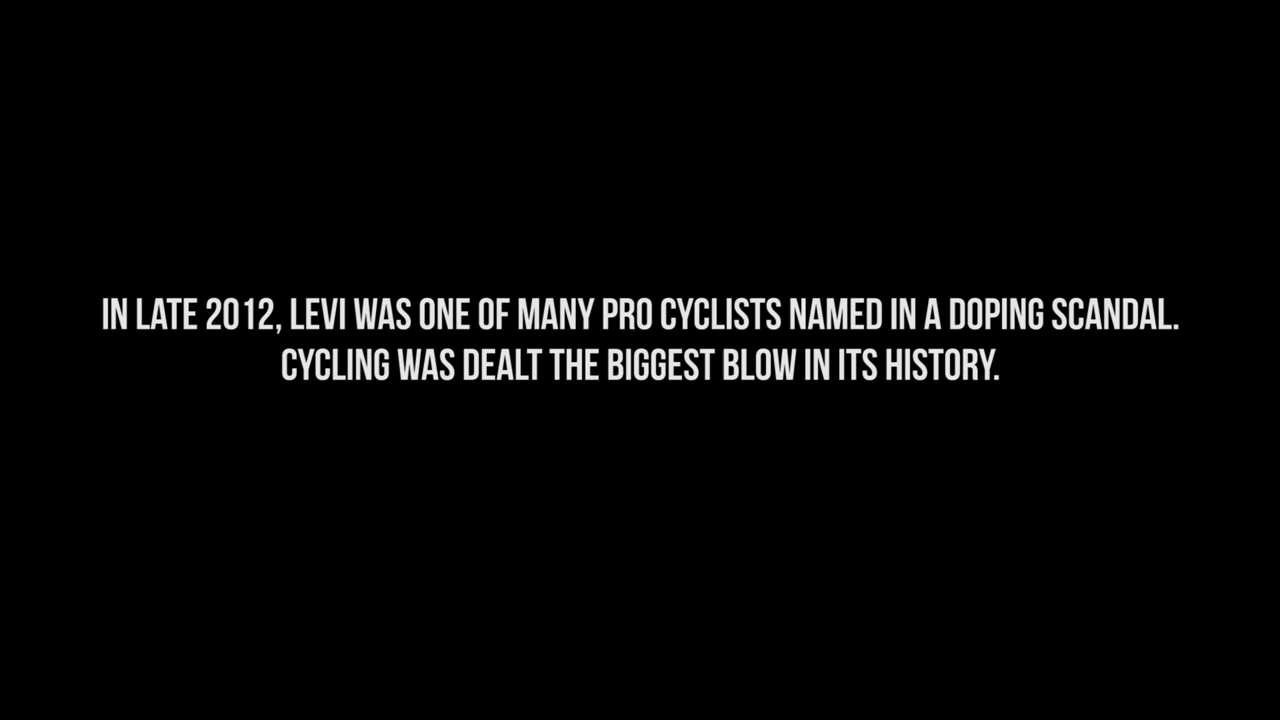 IN LATE 2012, LEVI WAS ONE OF MANY PRO CYCLISTS NAMED IN A DOPING SCANDAL.
CYCLING WAS DEALT THE BIGGEST BLOW IN ITS HISTORY.